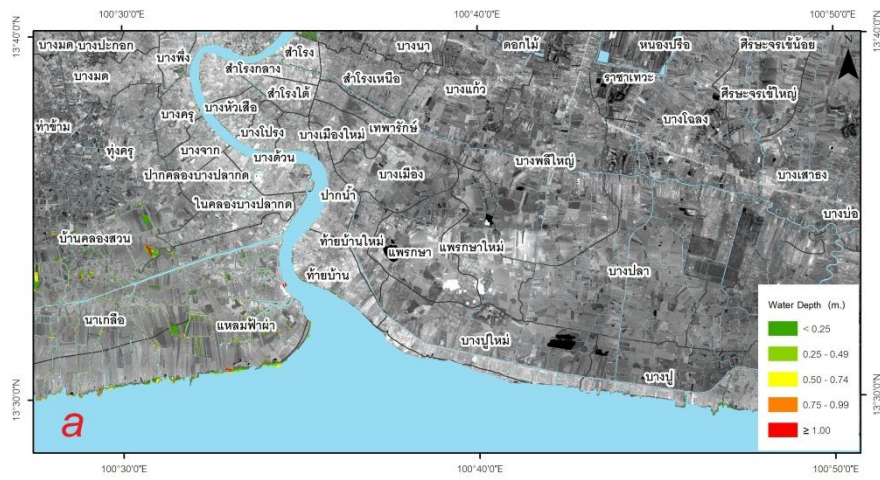 100°30'0"E 100°40'0"E 100°50'0"E
13°40'0"N 13°40'0"N
บางมด บางปะกอก
บางพึ่ง
สำโรง
บางนา
ดอกไม้
หนองปรือ
ศีรษะจรเข้น้อย
บางมด
สำโรงกลาง
สำโรงเหนือ
บางแก้ว
ราชาเทวะ
ศีรษะจรเข้ใหญ่
สำโรงใต้
บางครุ
บางหัวเสือ
ท่าข้าม
ทุ่งครุ
บางโปรง
บางเมืองใหม่
เทพารักษ์
บางโฉลง
บางจาก
บางด้วน
บางพลีใหญ่
บางเสาธง
ปากคลองบางปลากด
บางเมือง
ในคลองบางปลากด
ปากน้ำ
บางบ่อ
บ้านคลองสวน
ท้ายบ้านใหม่
แพรกษา
แพรกษาใหม่
บางปลา
ท้ายบ้าน
นาเกลือ
แหลมฟ้าผ่า
บางปูใหม่
บางปู
Water Depth (m.)
< 0.25
0.25 - 0.49
0.50 - 0.74
0.75 - 0.99
≥ 1.00
N
a
13°30'0"N 13°30'0"N
100°30'0"E 100°40'0"E 100°50'0"E